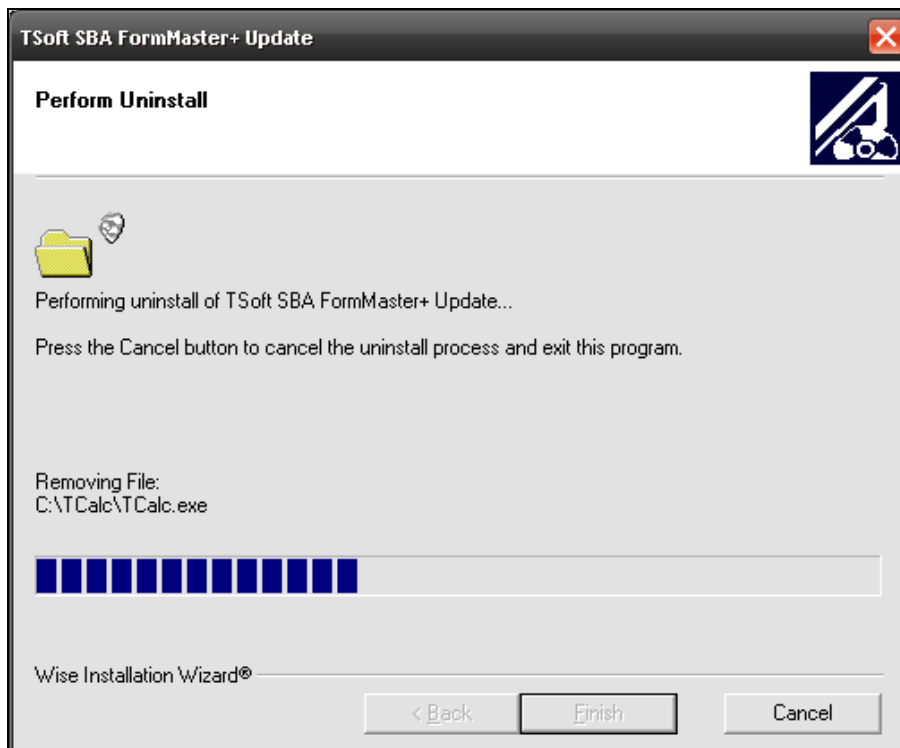 TSoft SBA FormMaster+ Update
Perform Uninstall
Performing uninstall of TSoft SBA FormMaster+ Update...
Press the Cancel button to cancel the uninstall process and exit this program.
Removing File:
C:\TCalc\TCalc.exe
Wise Installation Wizard®
< Back
Finish
Cancel